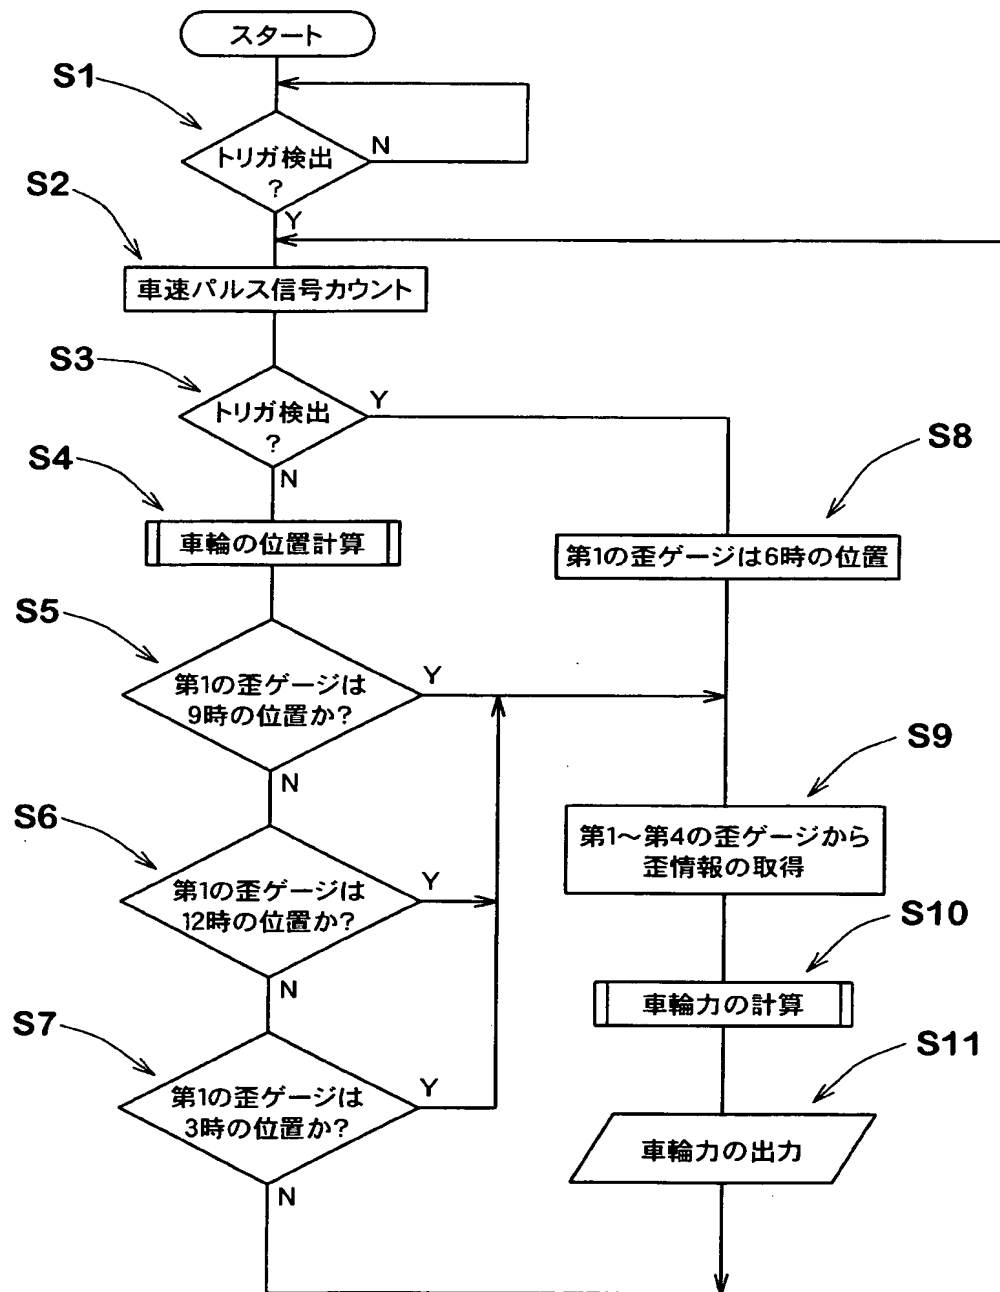 スタート
S1
トリガ検出
?
N
Y
S2
車速パルス信号カウント
S3
トリガ検出
?
Y
N
S4
車輪の位置計算
S8
第1の歪ゲージは6時の位置
S5
第1の歪ゲージは
9時の位置か?
Y
N
S9
第1～第4の歪ゲージから
歪情報の取得
S6
第1の歪ゲージは
12時の位置か?
Y
N
S10
車輪力の計算
S7
第1の歪ゲージは
3時の位置か?
Y
N
S11
車輪力の出力